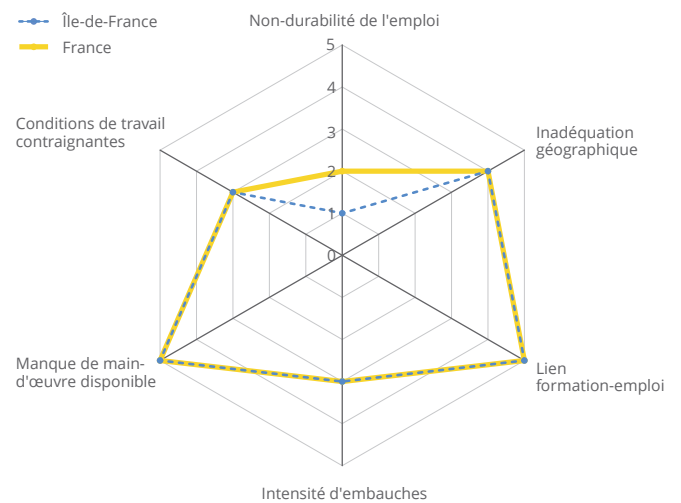 Île-de-France
France
Non-durabilité de l'emploi
5
4
3
2
1
0
Conditions de travail
contraignantes
Inadéquation
géographique
Manque de main-
d'œuvre disponible
Lien
formation-emploi
Intensité d'embauches